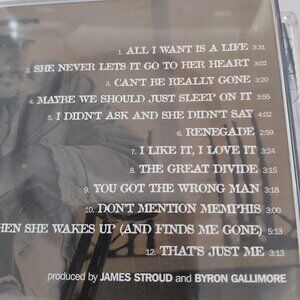 1. ALL I WANT IS A LIFE 3:31
2. SHE NEVER LETS IT GO TO HER HEART 3:02
3. CAN'T BE REALLY GONE 3:20
4. MAYBE WE SHOULD JUST SLEEP ON IT 3:55
5. I DIDN'T ASK AND SHE DIDN'T SAY 4:02
6. RENEGADE 2:59
7. I LIKE IT, I LOVE IT 3:24
8. THE GREAT DIVIDE 3:15
9. YOU GOT THE WRONG MAN 3:18
10. DON'T MENTION MEMPHIS 3:11
HEN SHE WAKES UP (AND FINDS ME GONE) 5:13
12. THAT'S JUST ME 3:13
produced by JAMES STROUD and BYRON GALLIMORE